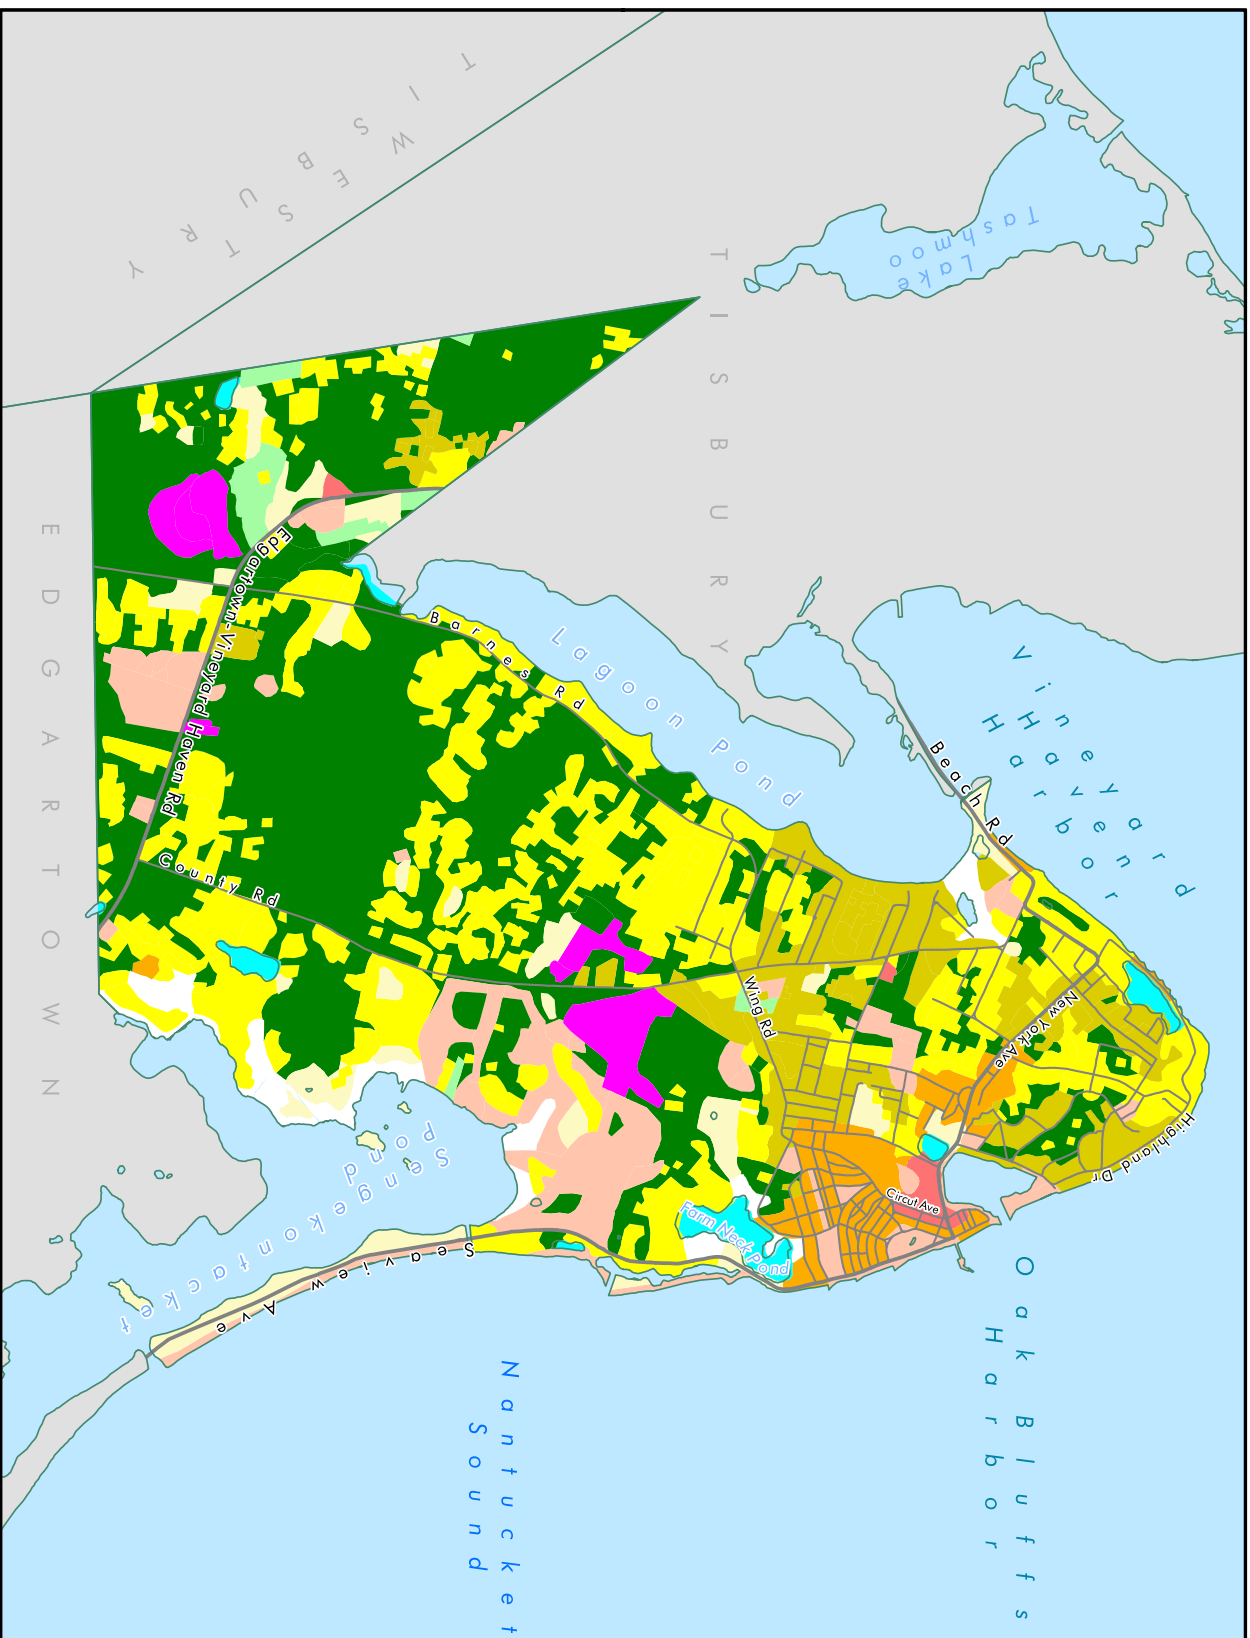 WEST
TISBURY
TISBURY
EDGARTOWN
Lake
Tashmoo
Vineyard
Haven
Harbor
Lagoon Pond
Beach Rd
Barnes Rd
Edgartown-Vineyard Haven Rd
County Rd
Wing Rd
New York Ave
Highland Dr
Circut Ave
Farm Neck
Pond
Sengekontacket
Pond
Seaview Ave
Oak Bluffs
Harbor
Nantucket
Sound